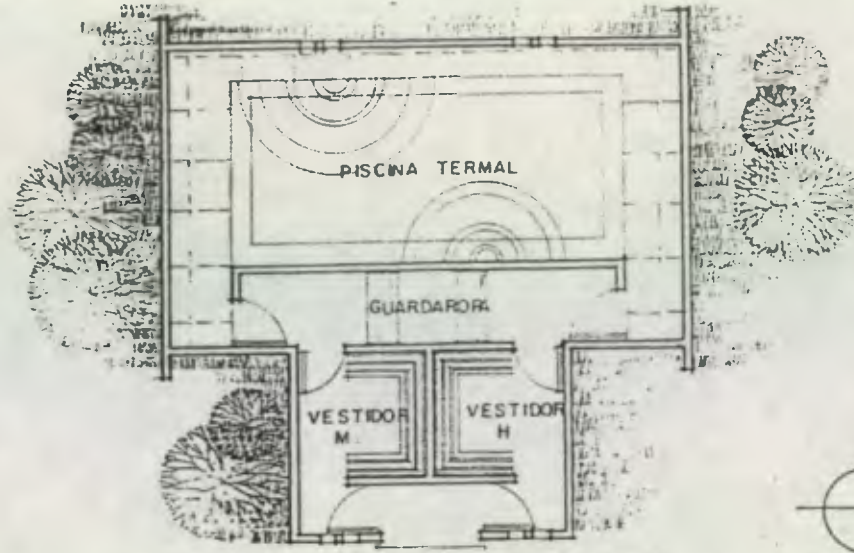 PISCINA TERMAL
GUARDAROPA
VESTIDOR
M.
VESTIDOR
H